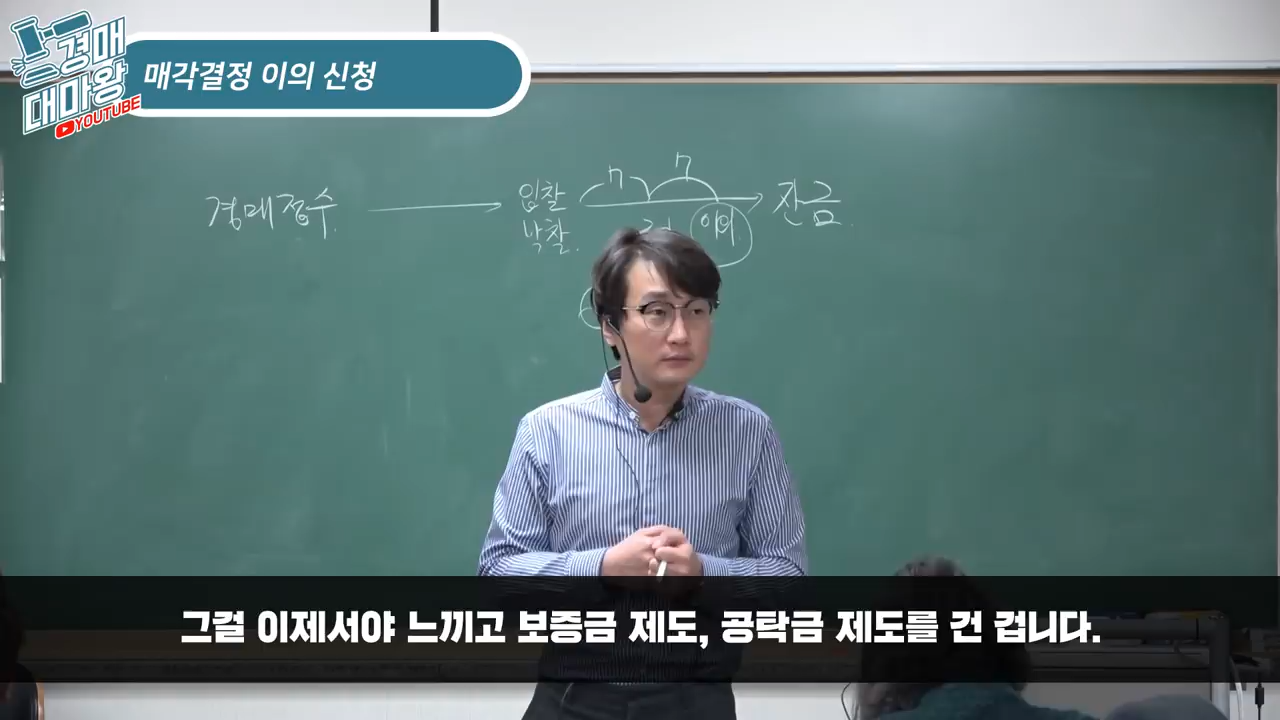 경매
대마왕
YOUTUBE
매각결정 이의 신청
경매접수.
7 7
입찰
낙찰.
이의
잔금.
그걸 이제서야 느끼고 보증금 제도, 공탁금 제도를 건 겁니다.